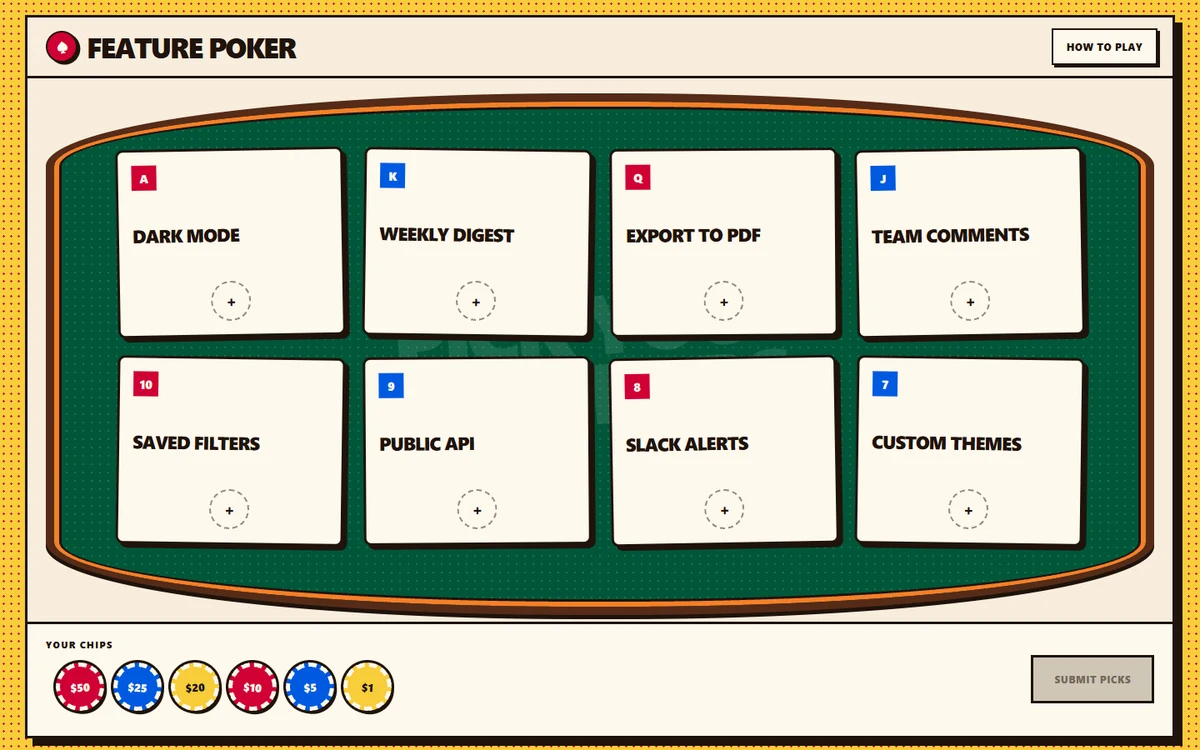 FEATURE POKER
HOW TO PLAY
A
DARK MODE
+
K
WEEKLY DIGEST
+
Q
EXPORT TO PDF
+
J
TEAM COMMENTS
+
10
SAVED FILTERS
+
9
PUBLIC API
+
8
SLACK ALERTS
+
7
CUSTOM THEMES
+
YOUR CHIPS
$50
$25
$20
$10
$5
$1
SUBMIT PICKS